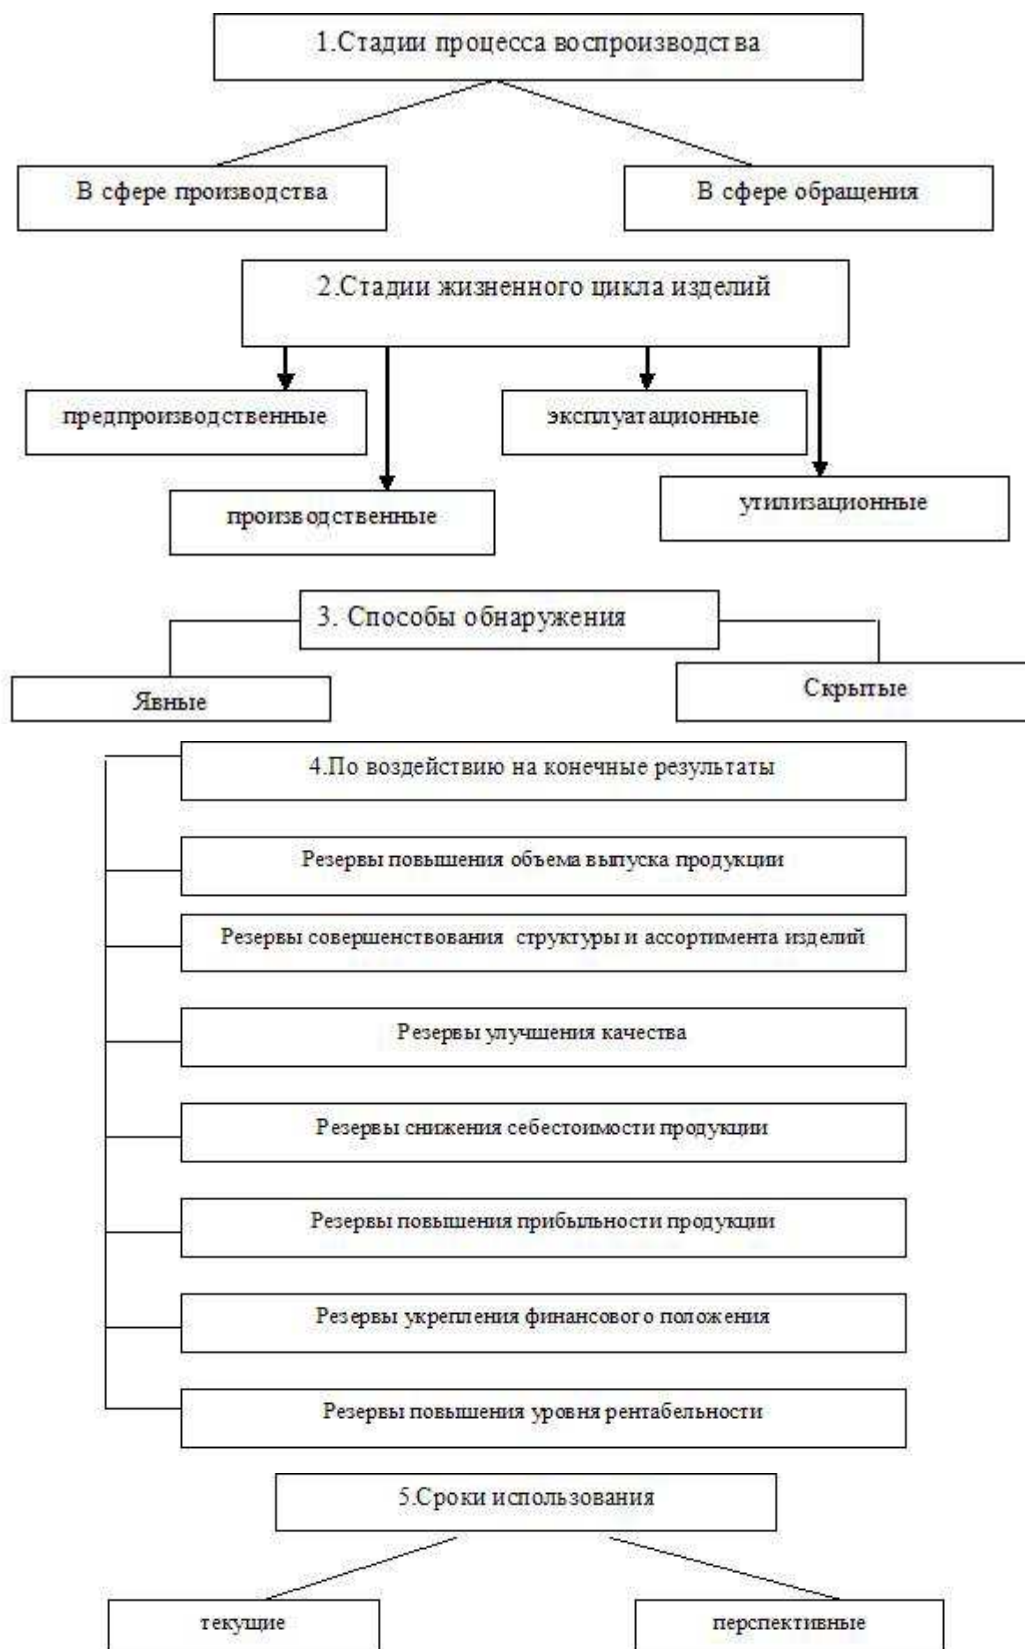 1.Стадии процесса воспроизводства
В сфере производства
В сфере обращения
2.Стадии жизненного цикла изделий
предпроизводственные
эксплуатационные
производственные
утилизационные
3. Способы обнаружения
Явные
Скрытые
4.По воздействию на конечные результаты
Резервы повышения объема выпуска продукции
Резервы совершенствования структуры и ассортимента изделий
Резервы улучшения качества
Резервы снижения себестоимости продукции
Резервы повышения прибыльности продукции
Резервы укрепления финансового положения
Резервы повышения уровня рентабельности
5.Сроки использования
текущие
перспективные